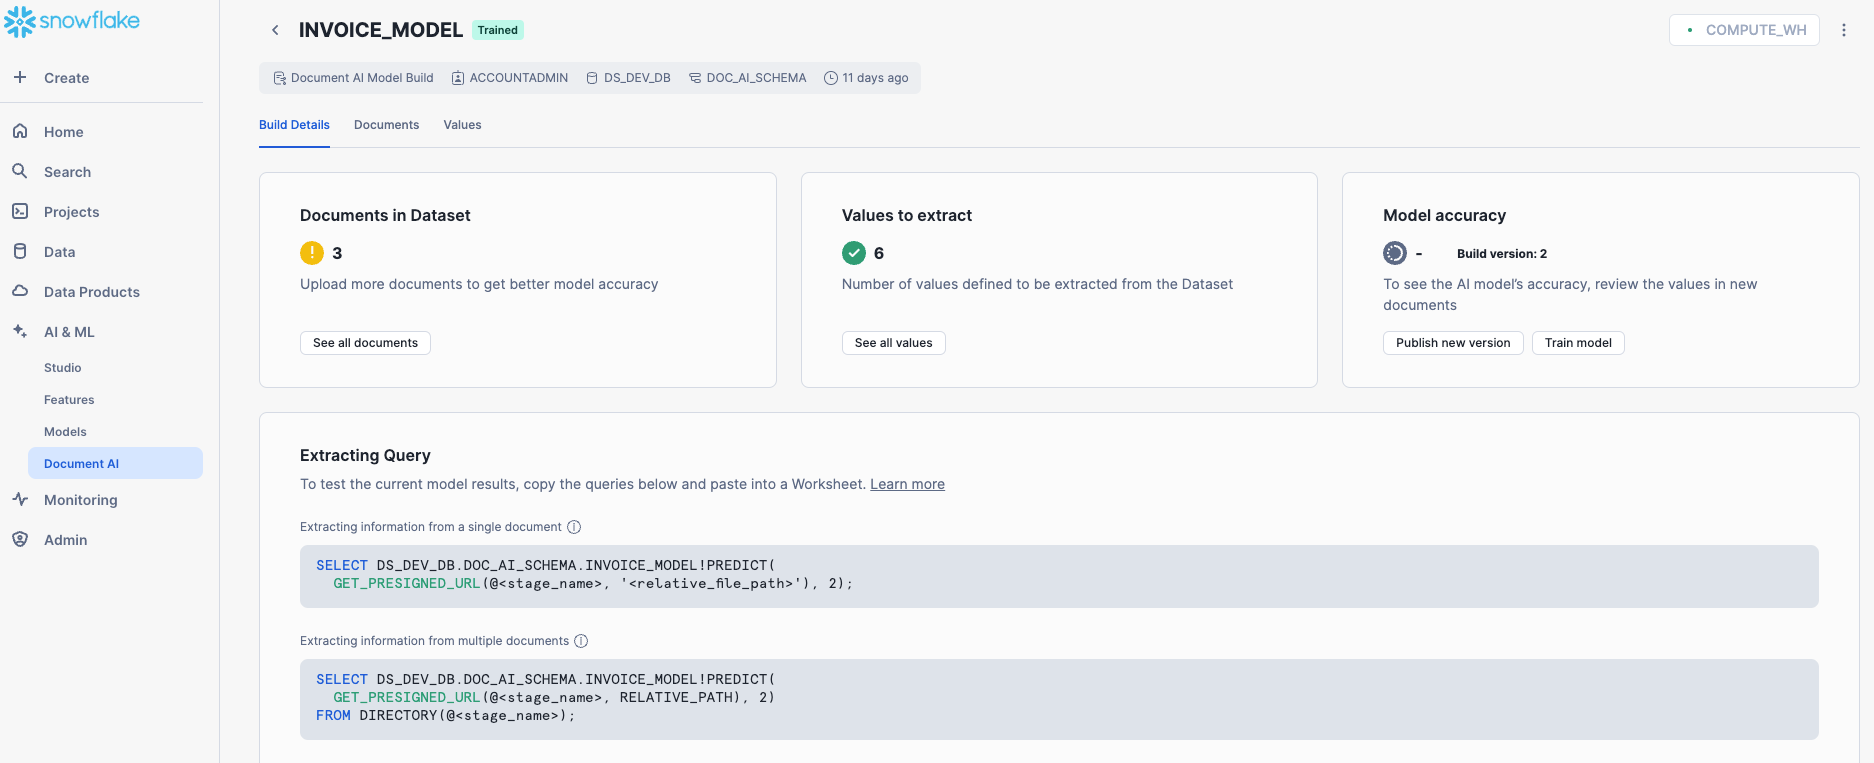 snowflake
Create
Home
Search
Projects
Data
Data Products
AI & ML
Studio
Features
Models
Document AI
Monitoring
Admin
INVOICE_MODEL Trained
COMPUTE_WH
Document AI Model Build ACCOUNTADMIN DS_DEV_DB DOC_AI_SCHEMA 11 days ago
Build Details Documents Values
Documents in Dataset
3
Upload more documents to get better model accuracy
See all documents
Values to extract
6
Number of values defined to be extracted from the Dataset
See all values
Model accuracy
- Build version: 2
To see the AI model’s accuracy, review the values in new
documents
Publish new version Train model
Extracting Query
To test the current model results, copy the queries below and paste into a Worksheet. Learn more
Extracting information from a single document
SELECT DS_DEV_DB.DOC_AI_SCHEMA.INVOICE_MODEL!PREDICT(
GET_PRESIGNED_URL(@<stage_name>, '<relative_file_path>'), 2);
Extracting information from multiple documents
SELECT DS_DEV_DB.DOC_AI_SCHEMA.INVOICE_MODEL!PREDICT(
GET_PRESIGNED_URL(@<stage_name>, RELATIVE_PATH), 2)
FROM DIRECTORY(@<stage_name>);